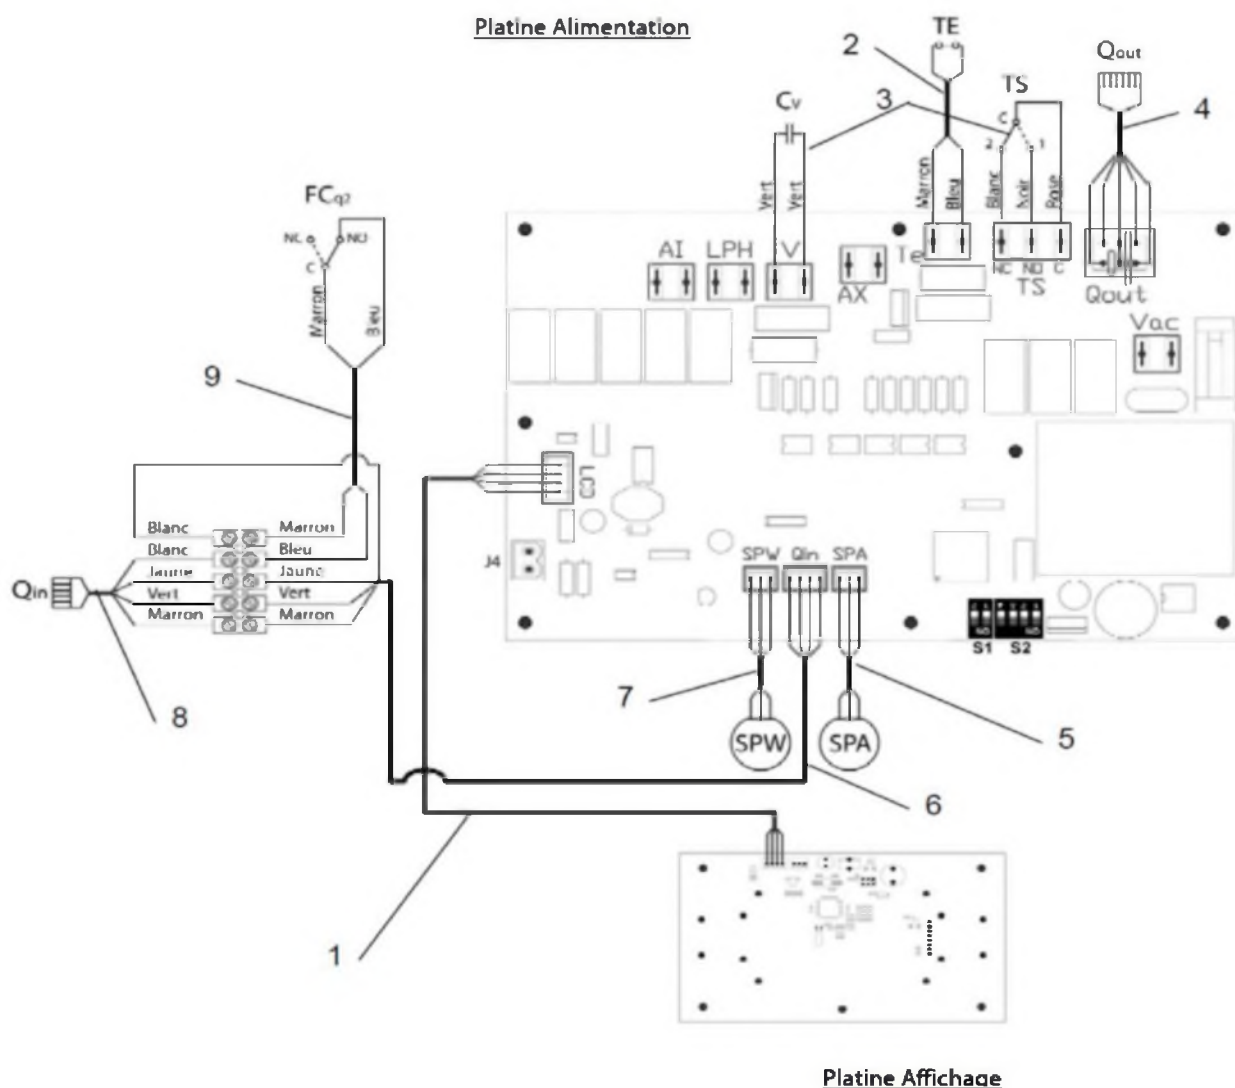 Platine Alimentation
TE
2
Qout
Cv
3
TS
4
C
2
1
Vert
Vert
Marron
Bleu
Blanc
Noir
Rose
FCq2
NC
NO
C
Marron
Bleu
AI
LPH
V
AX
Te
NC
NO
C
TS
Qout
Vac
9
LCD
J4
Blanc
Marron
Blanc
Bleu
Jaune
Jaune
Vert
Vert
Marron
Marron
Qin
8
SPW
Qin
SPA
S1
S2
7
SPW
SPA
5
6
1
Platine Affichage